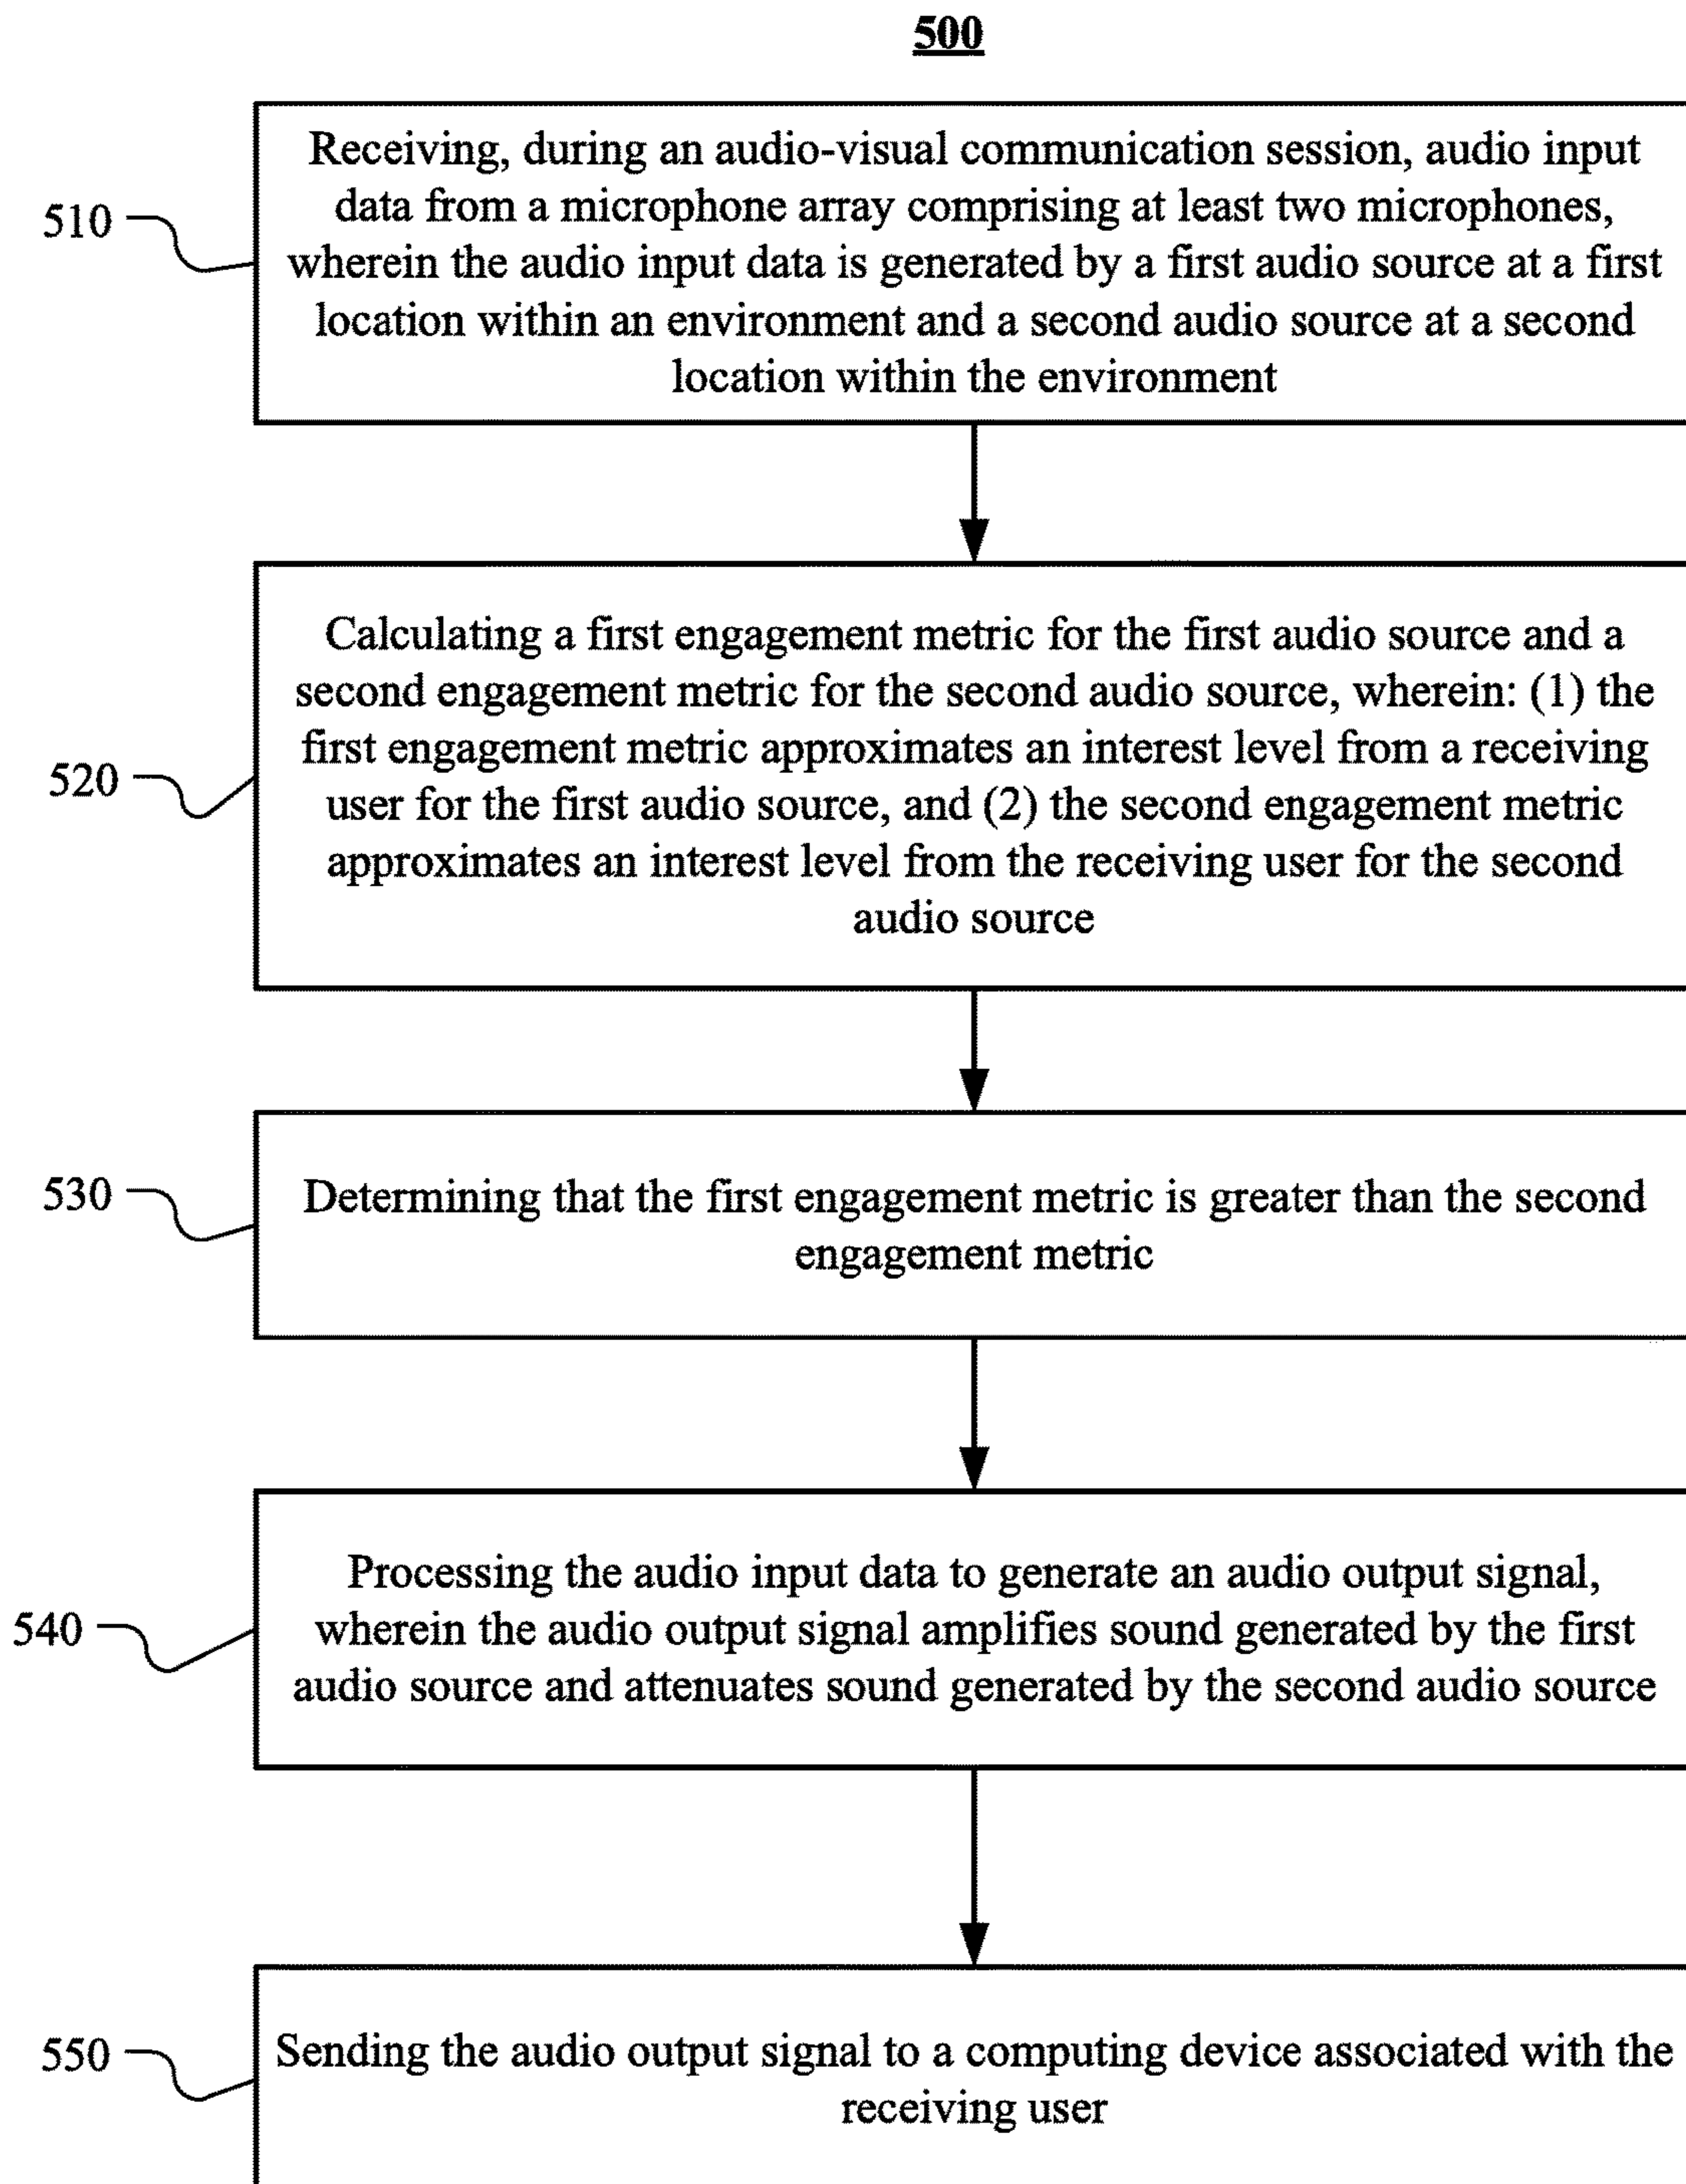 500
510
Receiving, during an audio-visual communication session, audio input
data from a microphone array comprising at least two microphones,
wherein the audio input data is generated by a first audio source at a first
location within an environment and a second audio source at a second
location within the environment
520
Calculating a first engagement metric for the first audio source and a
second engagement metric for the second audio source, wherein: (1) the
first engagement metric approximates an interest level from a receiving
user for the first audio source, and (2) the second engagement metric
approximates an interest level from the receiving user for the second
audio source
530
Determining that the first engagement metric is greater than the second
engagement metric
540
Processing the audio input data to generate an audio output signal,
wherein the audio output signal amplifies sound generated by the first
audio source and attenuates sound generated by the second audio source
550
Sending the audio output signal to a computing device associated with the
receiving user